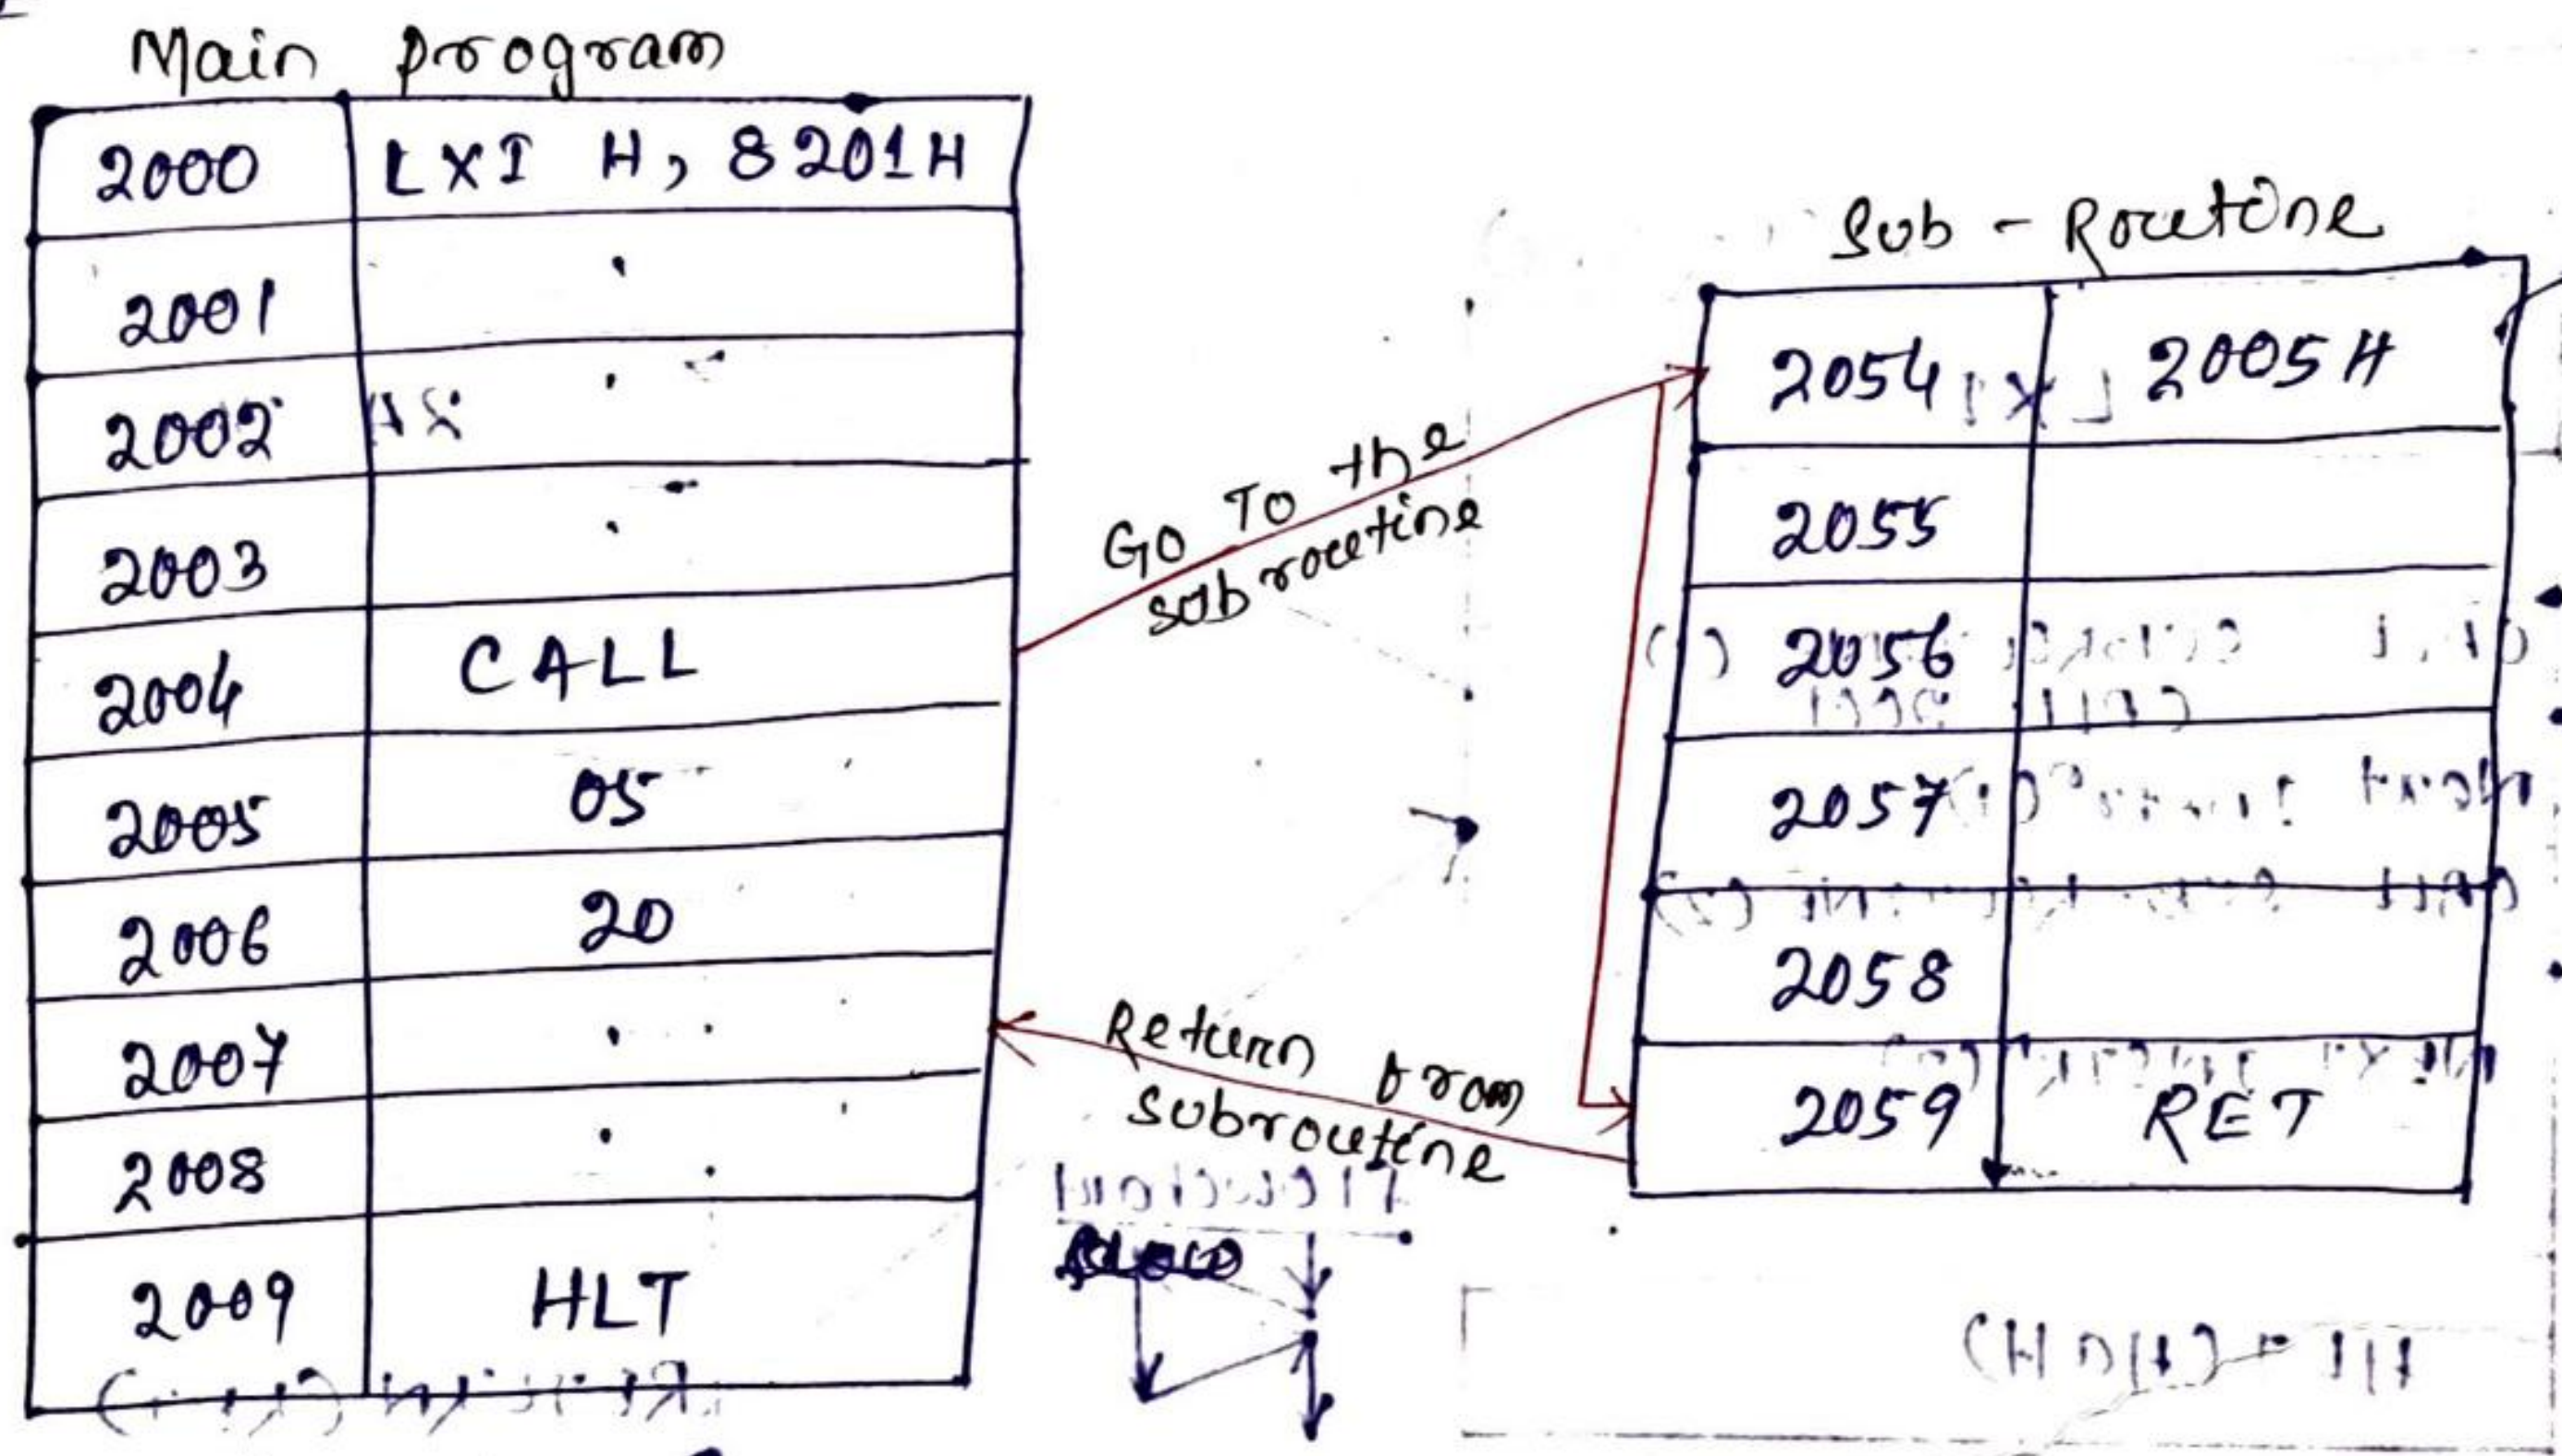 Main program
2000 LXI H, 8201H
2001 .
2002 .
2003 .
2004 CALL
2005 05
2006 20
2007 .
2008 .
2009 HLT
Go To the
subroutine
Return from
subroutine
Sub - Routine
2054 2005H
2055
2056
2057
2058
2059 RET